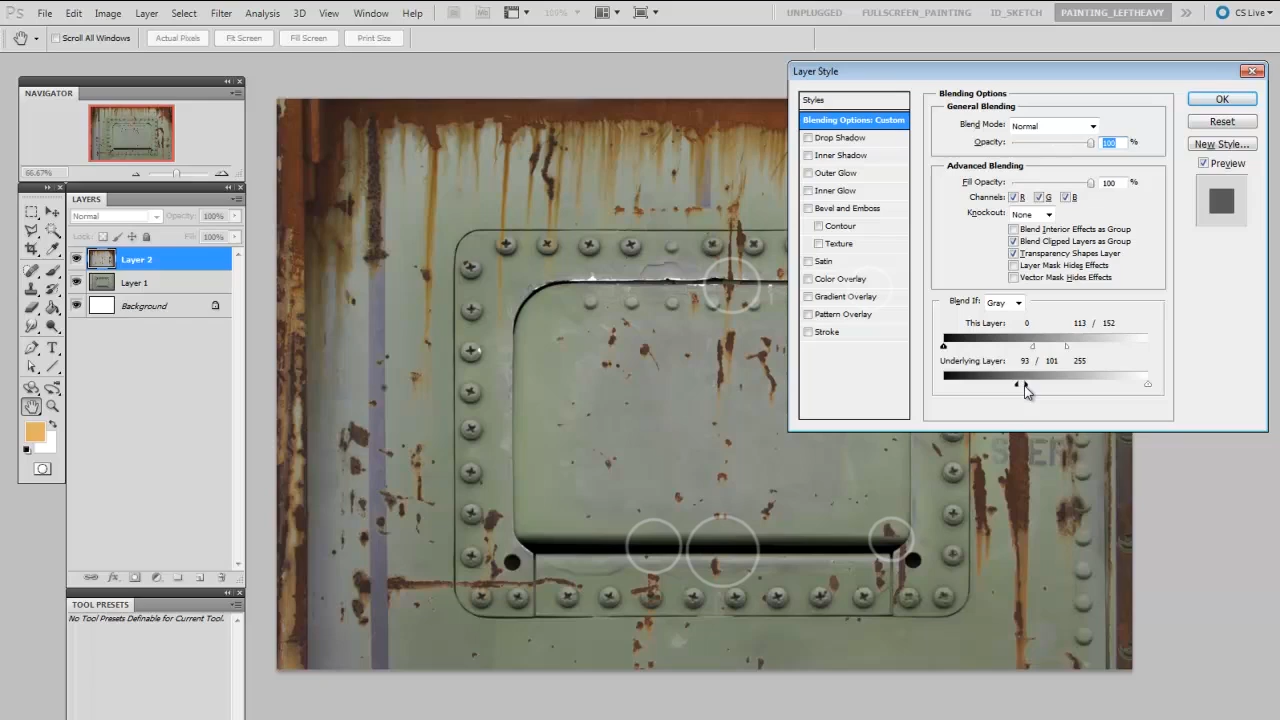 Ps File Edit Image Layer Select Filter Analysis 3D View Window Help 100% UNPLUGGED FULLSCREEN_PAINTING ID_SKETCH PAINTING_LEFTHEAVY CS Live
Scroll All Windows Actual Pixels Fit Screen Fill Screen Print Size
NAVIGATOR
66.67%
LAYERS
Normal Opacity: 100%
Lock: Fill: 100%
Layer 2
Layer 1
Background
fx
TOOL PRESETS
No Tool Presets Definable for Current Tool.
Layer Style
Styles
Blending Options: Custom
Drop Shadow
Inner Shadow
Outer Glow
Inner Glow
Bevel and Emboss
Contour
Texture
Satin
Color Overlay
Gradient Overlay
Pattern Overlay
Stroke
Blending Options
General Blending
Blend Mode: Normal
Opacity: 100 %
Advanced Blending
Fill Opacity: 100 %
Channels: R G B
Knockout: None
Blend Interior Effects as Group
Blend Clipped Layers as Group
Transparency Shapes Layer
Layer Mask Hides Effects
Vector Mask Hides Effects
Blend If: Gray
This Layer: 0 113 / 152
Underlying Layer: 93 / 101 255
OK
Reset
New Style...
Preview